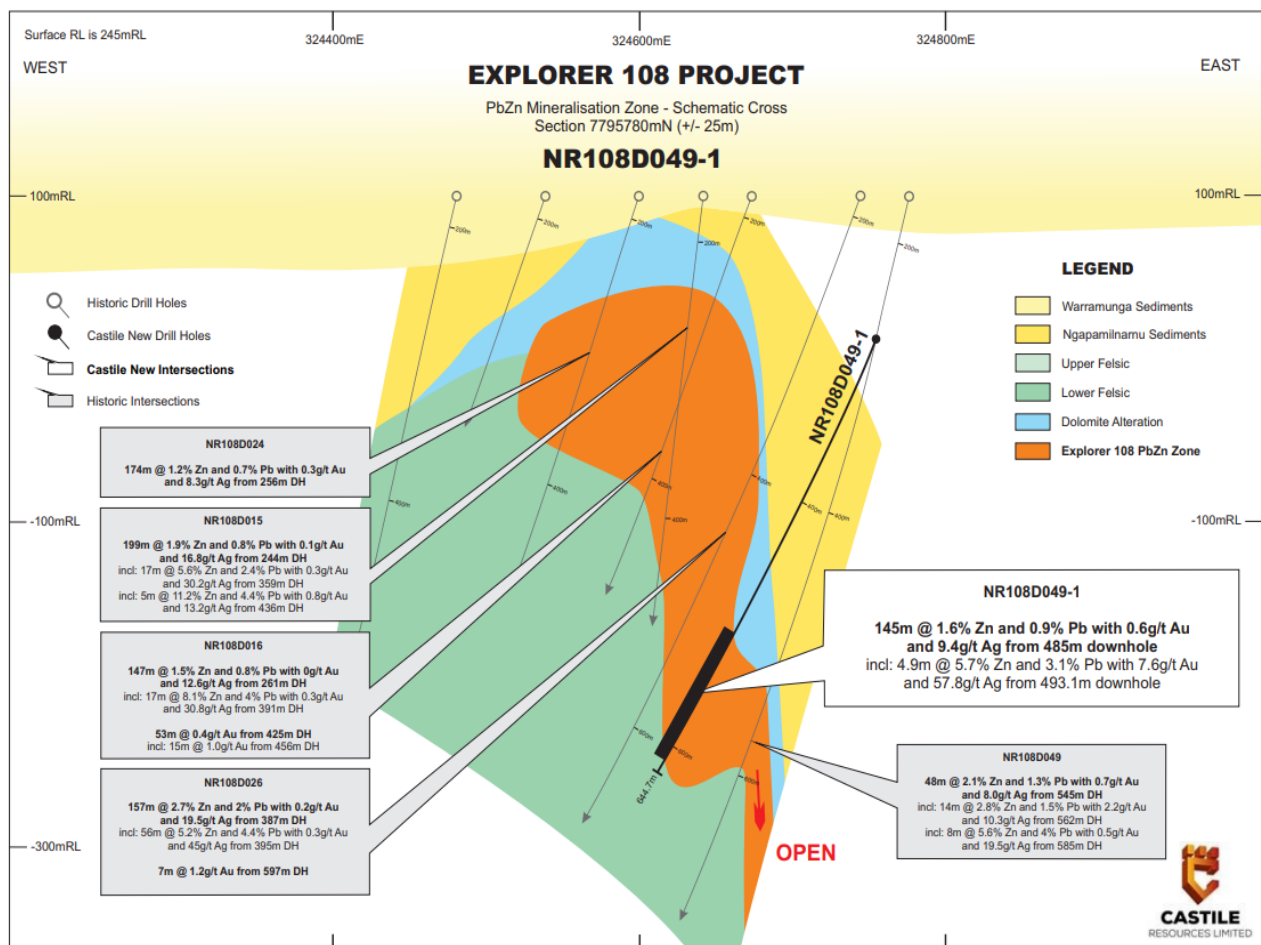 Surface RL is 245mRL
324400mE
324600mE
324800mE
WEST
EAST
EXPLORER 108 PROJECT
PbZn Mineralisation Zone - Schematic Cross
Section 7795780mN (+/- 25m)
NR108D049-1
100mRL
100mRL
200m
200m
200m
200m
200m
200m
200m
LEGEND
Warramunga Sediments
Ngapamilnamu Sediments
Upper Felsic
Lower Felsic
Dolomite Alteration
Explorer 108 PbZn Zone
Historic Drill Holes
Castile New Drill Holes
Castile New Intersections
Historic Intersections
NR108D049-1
NR108D024
174m @ 1.2% Zn and 0.7% Pb with 0.3g/t Au
and 8.3g/t Ag from 256m DH
400m
400m
400m
400m
400m
400m
400m
-100mRL
-100mRL
NR108D015
199m @ 1.9% Zn and 0.8% Pb with 0.1g/t Au
and 16.8g/t Ag from 244m DH
incl: 17m @ 5.6% Zn and 2.4% Pb with 0.3g/t Au
and 30.2g/t Ag from 359m DH
incl: 5m @ 11.2% Zn and 4.4% Pb with 0.8g/t Au
and 13.2g/t Ag from 436m DH
NR108D016
147m @ 1.5% Zn and 0.8% Pb with 0g/t Au
and 12.6g/t Ag from 261m DH
incl: 17m @ 8.1% Zn and 4% Pb with 0.3g/t Au
and 30.8g/t Ag from 391m DH
53m @ 0.4g/t Au from 425m DH
incl: 15m @ 1.0g/t Au from 456m DH
NR108D026
157m @ 2.7% Zn and 2% Pb with 0.2g/t Au
and 19.5g/t Ag from 387m DH
incl: 56m @ 5.2% Zn and 4.4% Pb with 0.3g/t Au
and 45g/t Ag from 395m DH
7m @ 1.2g/t Au from 597m DH
NR108D049-1
145m @ 1.6% Zn and 0.9% Pb with 0.6g/t Au
and 9.4g/t Ag from 485m downhole
incl: 4.9m @ 5.7% Zn and 3.1% Pb with 7.6g/t Au
and 57.8g/t Ag from 493.1m downhole
600m
600m
600m
644.7m
NR108D049
48m @ 2.1% Zn and 1.3% Pb with 0.7g/t Au
and 8.0g/t Ag from 545m DH
incl: 14m @ 2.8% Zn and 1.5% Pb with 2.2g/t Au
and 10.3g/t Ag from 562m DH
incl: 8m @ 5.6% Zn and 4% Pb with 0.5g/t Au
and 19.5g/t Ag from 585m DH
-300mRL
-300mRL
OPEN
CASTILE
RESOURCES LIMITED